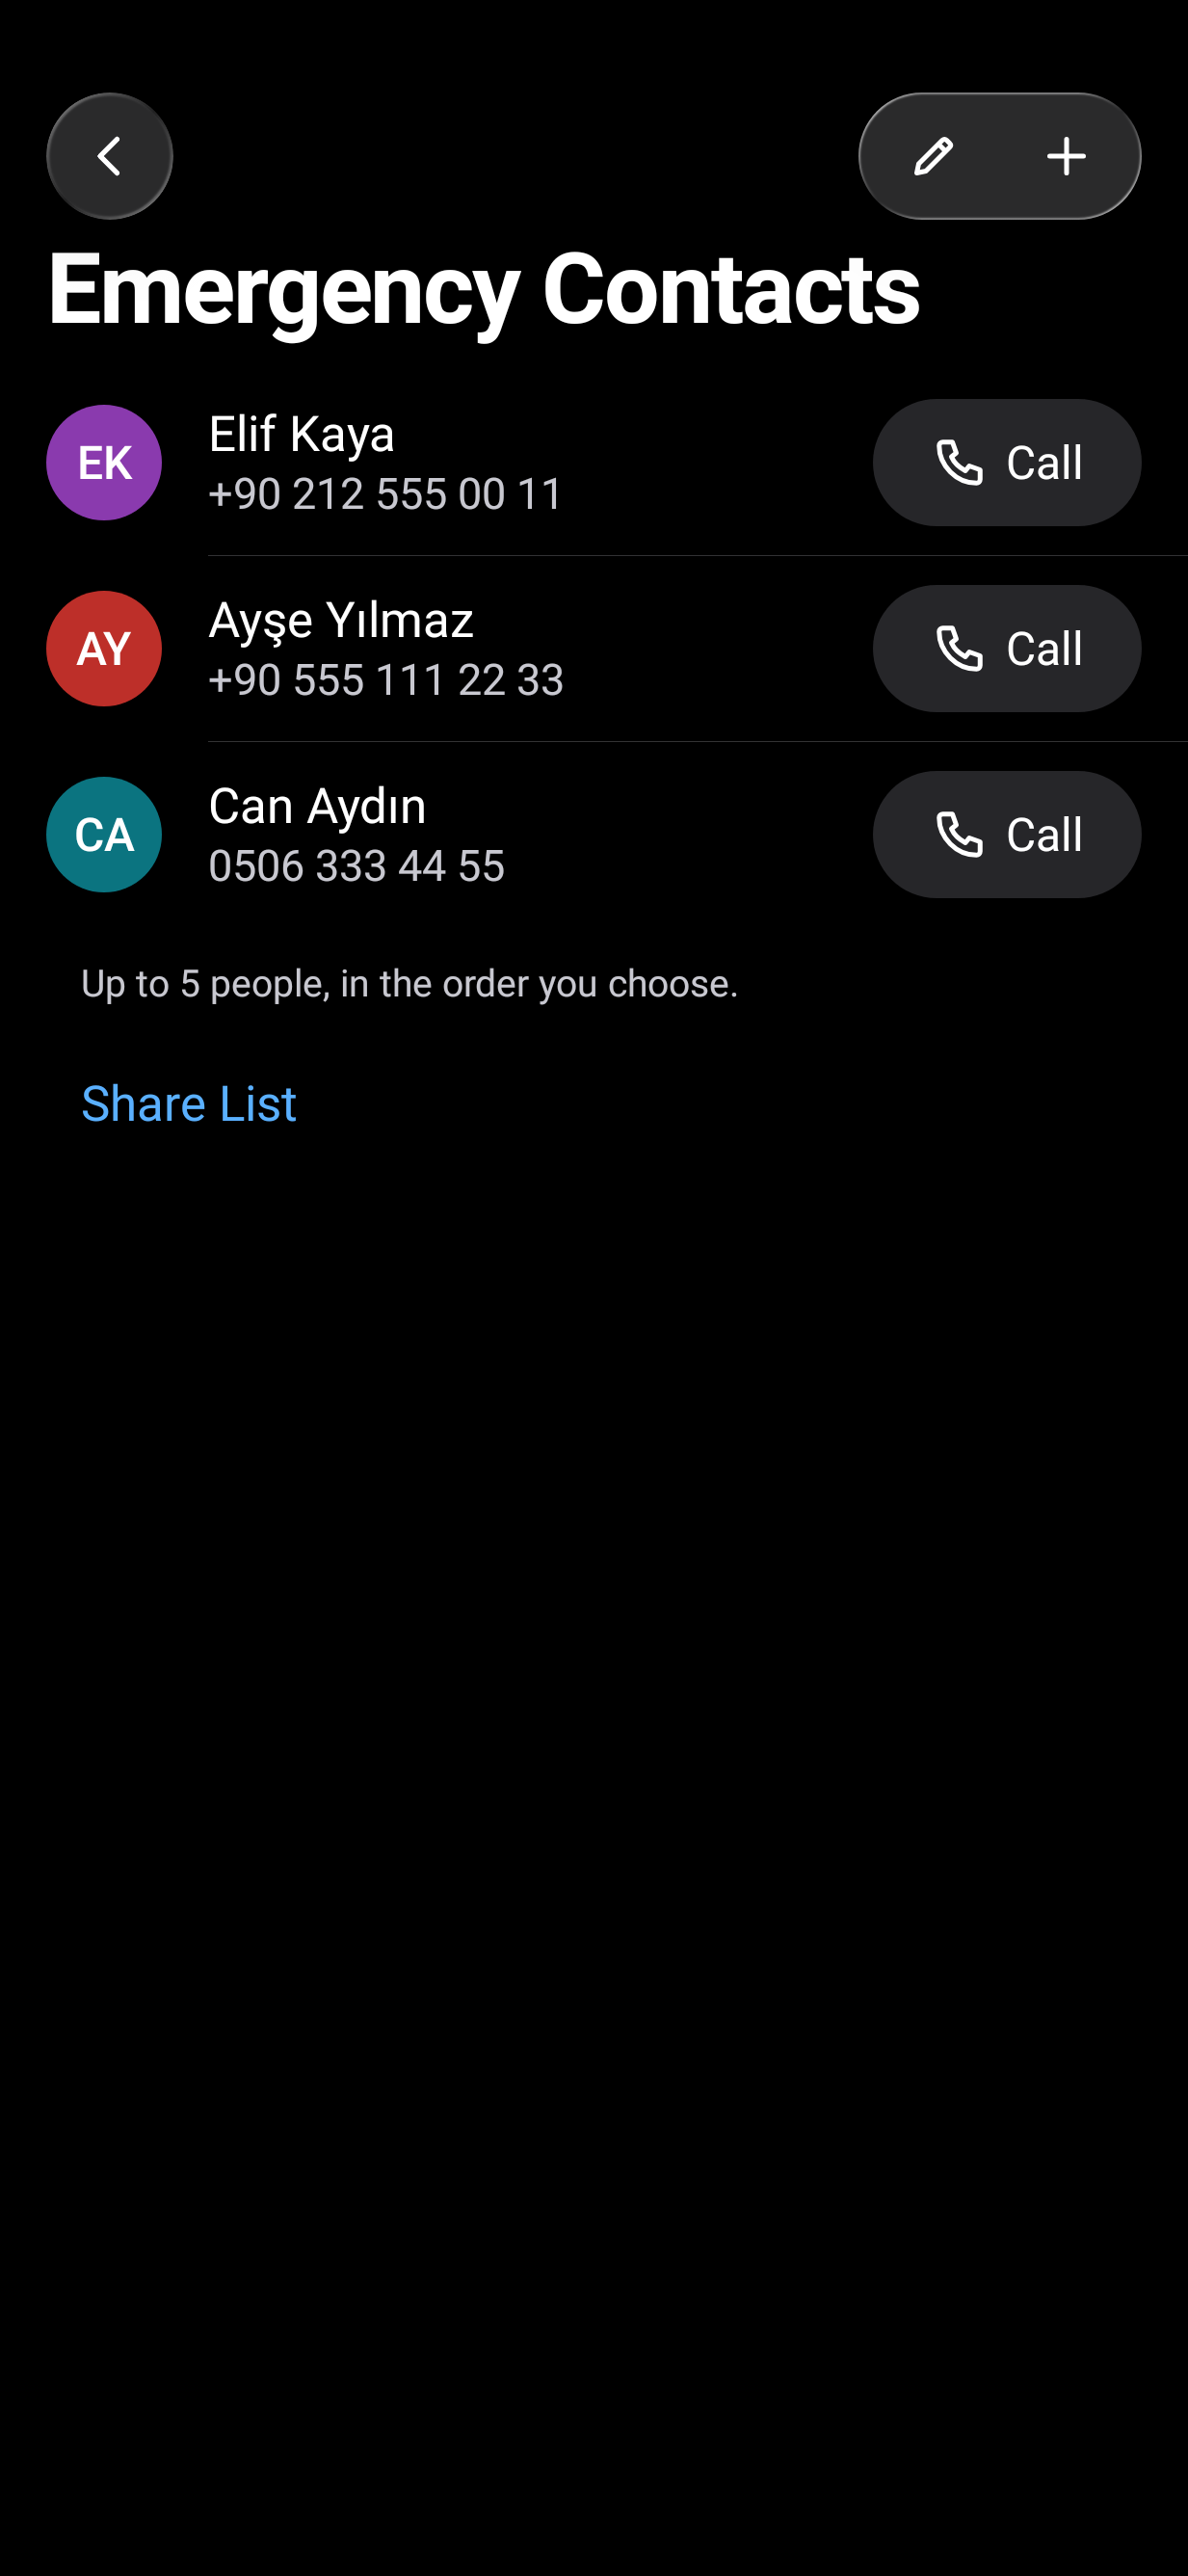 Emergency Contacts
EK
Elif Kaya
+90 212 555 00 11
Call
AY
Ayşe Yılmaz
+90 555 111 22 33
Call
CA
Can Aydın
0506 333 44 55
Call
Up to 5 people, in the order you choose.
Share List